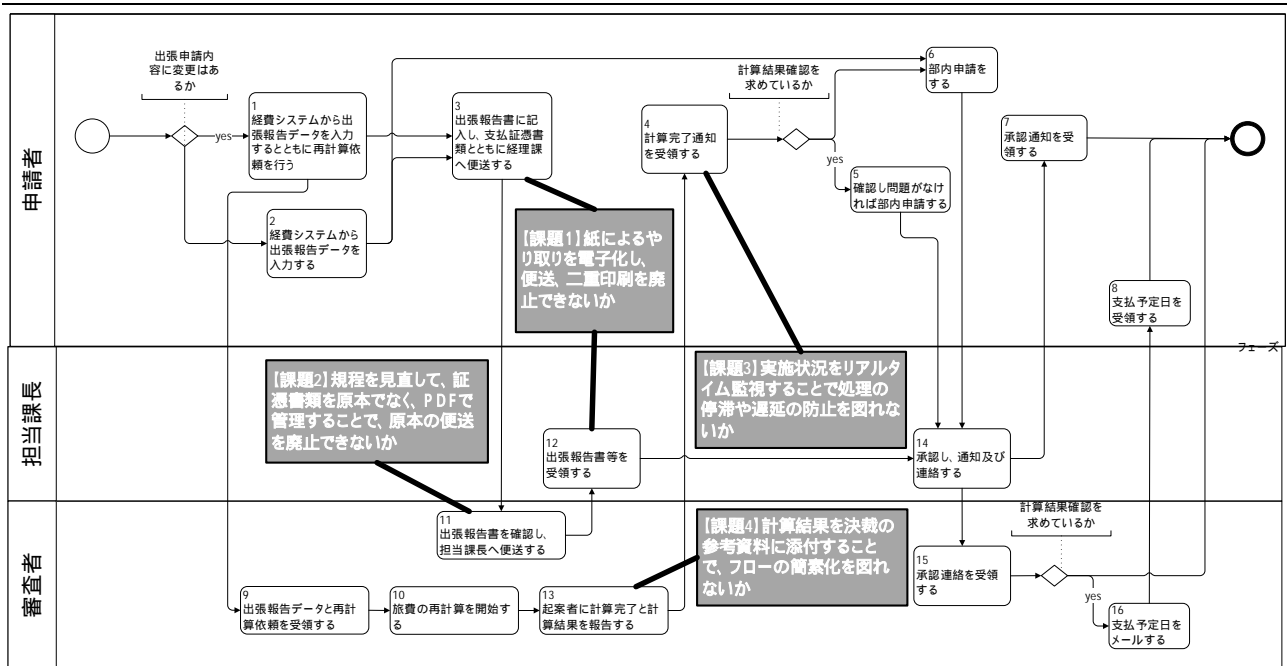 申請者
出張申請内
容に変更はあ
るか
yes
1
経費システムから出
張報告データを入力
するとともに再計算依
頼を行う
2
経費システムから
出張報告データを
入力する
3
出張報告書に記
入し、支払証憑書
類とともに経理課
へ便送する
4
計算完了通知
を受領する
計算結果確認を
求めているか
yes
5
確認し問題がなけ
れば部内申請する
6
部内申請を
する
7
承認通知を受
領する
8
支払予定日を
受領する
【課題1】紙によるや
り取りを電子化し、
便送、二重印刷を廃
止できないか
フェーズ
担当課長
【課題2】規程を見直して、証
憑書類を原本でなく、PDFで
管理することで、原本の便送
を廃止できないか
【課題3】実施状況をリアルタ
イム監視することで処理の
停滞や遅延の防止を図れな
いか
12
出張報告書等を
受領する
14
承認し、通知及び
連絡する
審査者
11
出張報告書を確認し、
担当課長へ便送する
【課題4】計算結果を決裁の
参考資料に添付すること
で、フローの簡素化を図れ
ないか
9
出張報告データと再計
算依頼を受領する
10
旅費の再計算を開始す
る
13
起案者に計算完了と計
算結果を報告する
15
承認連絡を受領
する
計算結果確認を
求めているか
yes
16
支払予定日を
メールする